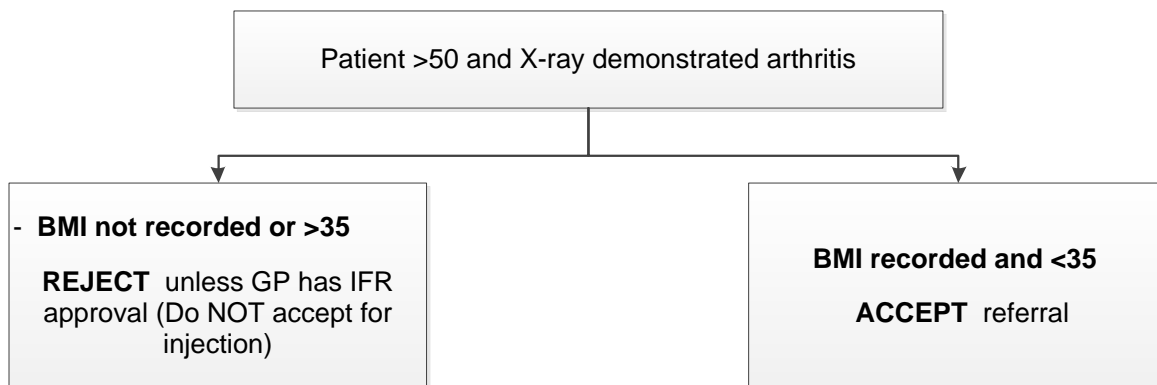 Patient >50 and X-ray demonstrated arthritis
- BMI not recorded or >35
REJECT unless GP has IFR
approval (Do NOT accept for
injection)
BMI recorded and <35
ACCEPT referral